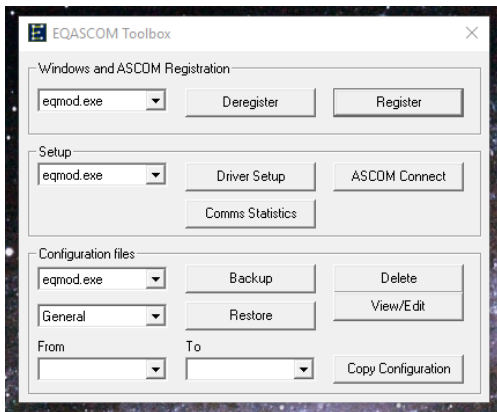 EQASCOM Toolbox
Windows and ASCOM Registration
eqmod.exe Deregister Register
Setup
eqmod.exe Driver Setup ASCOM Connect
Comms Statistics
Configuration files
eqmod.exe Backup Delete
General Restore View/Edit
From To
Copy Configuration